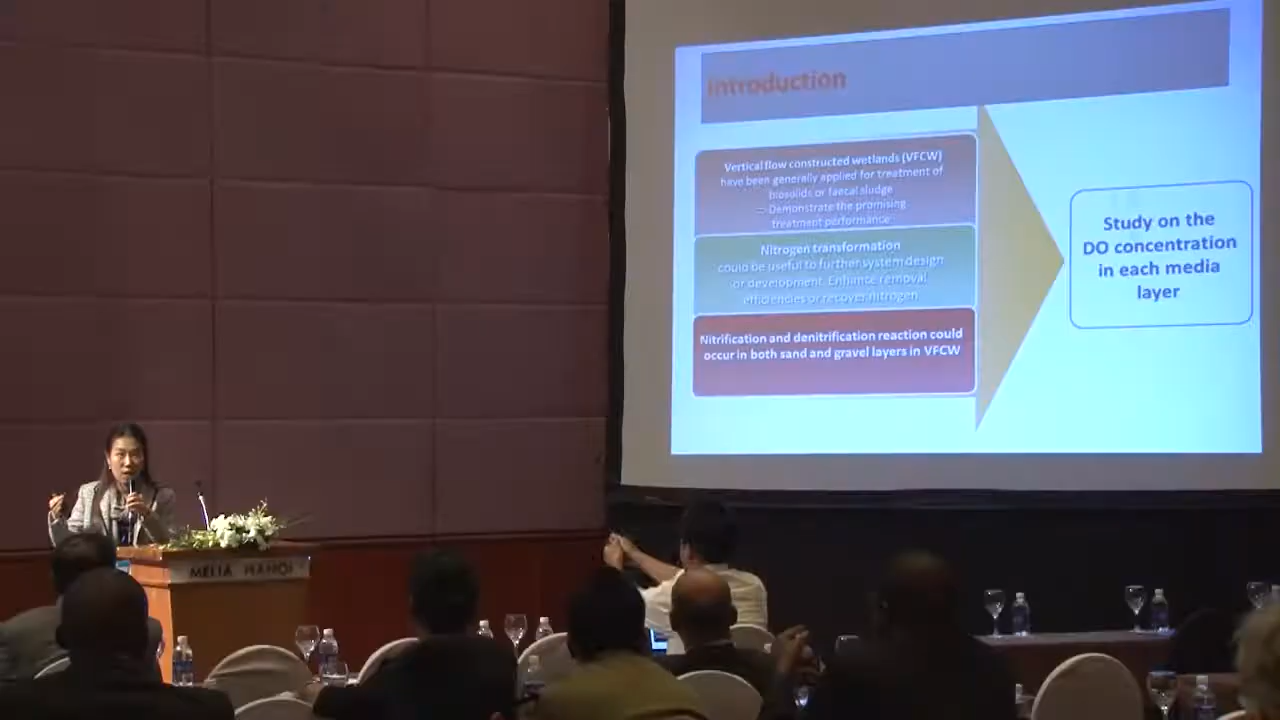 Introduction
Vertical flow constructed wetlands (VFCW)
have been generally applied for treatment of
biosolids or faecal sludge
→ Demonstrate the promising
treatment performance
Nitrogen transformation
could be useful to further system design
or development: Enhance removal
efficiencies or recover nitrogen
Nitrification and denitrification reaction could
occur in both sand and gravel layers in VFCW
Study on the
DO concentration
in each media
layer
MELIA HANOI